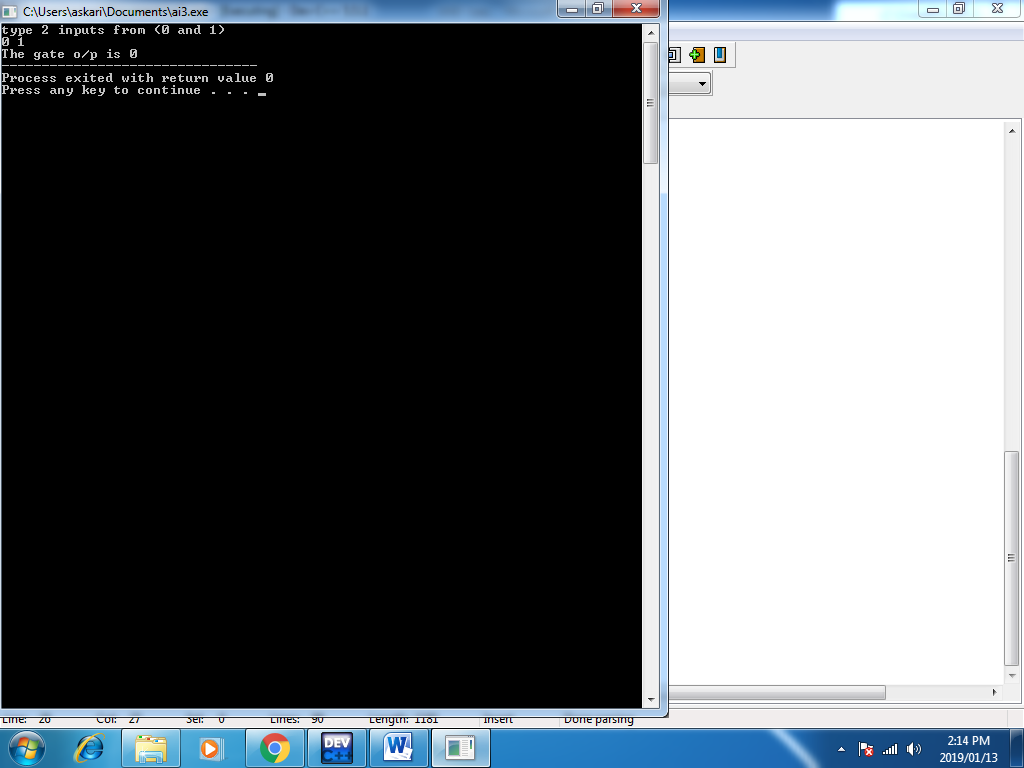 C:\Users\askari\Documents\ai3.exe
type 2 inputs from (0 and 1)
0 1
The gate o/p is 0
--------------------------------
Process exited with return value 0
Press any key to continue . . . _
Line: 26 Col: 27 Sel: 0 Lines: 90 Length: 1181 Insert Done parsing
DEV C++
W
2:14 PM
2019/01/13